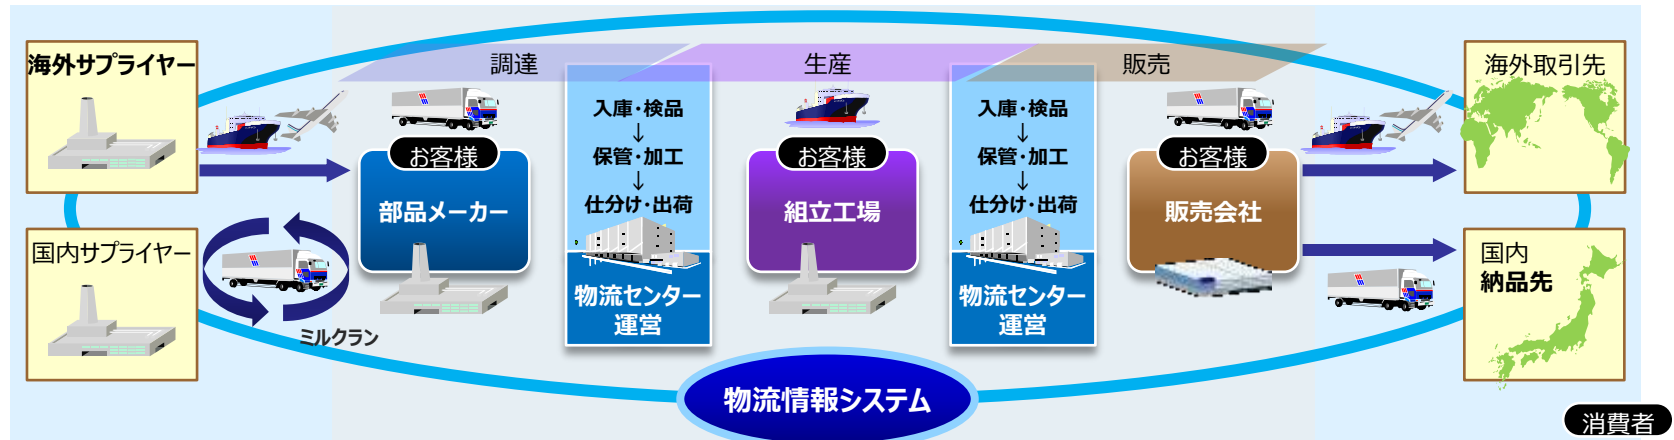 調達
生産
販売
海外サプライヤー
国内サプライヤー
ミルクラン
お客様
部品メーカー
入庫・検品
↓
保管・加工
↓
仕分け・出荷
物流センター
運営
お客様
組立工場
入庫・検品
↓
保管・加工
↓
仕分け・出荷
物流センター
運営
お客様
販売会社
海外取引先
国内
納品先
物流情報システム
消費者